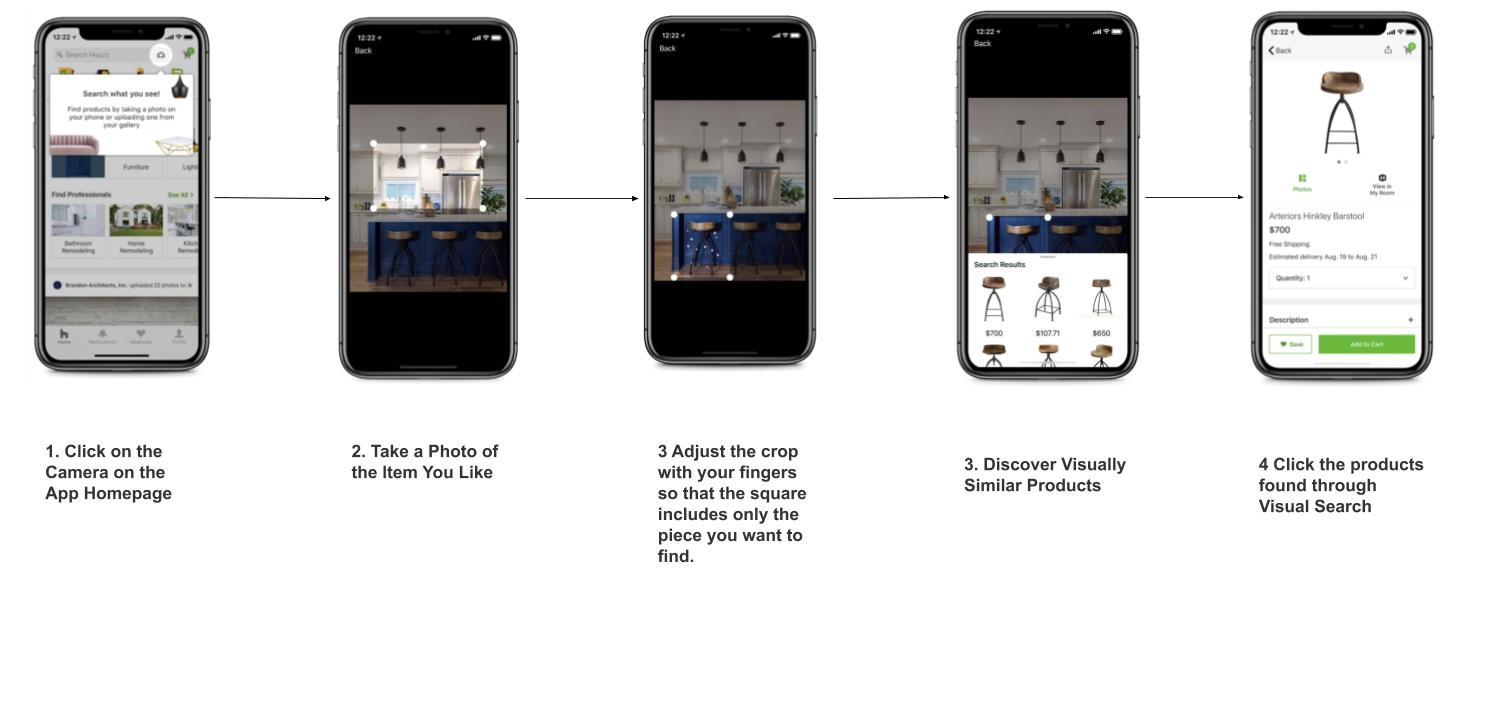 12:22
Search Houzz
Search what you see!
Find products by taking a photo on
your phone or uploading one from
your gallery
Furniture
Find Professionals
See All >
Bathroom
Remodeling
Home
Remodeling
Brandon Architects, Inc. uploaded 22 photos to:
Home
Notifications
Profile
12:22
Back
12:22
Back
12:22
Back
Search Results
$700
$107.71
$650
12:22
Back
Photos
View in
My Room
Arteriors Hinkley Barstool
$700
Free Shipping
Estimated delivery Aug. 19 to Aug. 21
Quantity: 1
Description
+
Save
Add to Cart
1. Click on the
Camera on the
App Homepage
2. Take a Photo of
the Item You Like
3 Adjust the crop
with your fingers
so that the square
includes only the
piece you want to
find.
3. Discover Visually
Similar Products
4 Click the products
found through
Visual Search